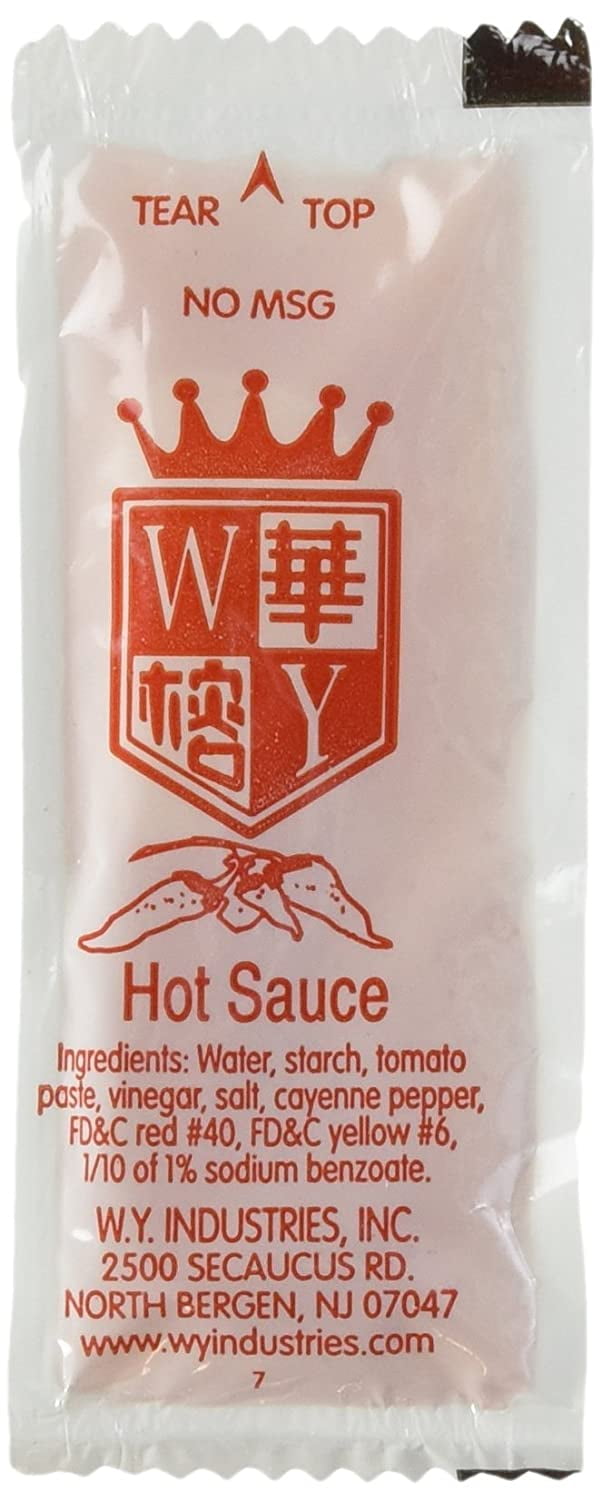 TEAR TOP
NO MSG
W 華
榕 Y
Hot Sauce
Ingredients: Water, starch, tomato
paste, vinegar, salt, cayenne pepper,
FD&C red #40, FD&C yellow #6,
1/10 of 1% sodium benzoate.
W.Y. INDUSTRIES, INC.
2500 SECAUCUS RD.
NORTH BERGEN, NJ 07047
www.wyindustries.com
7